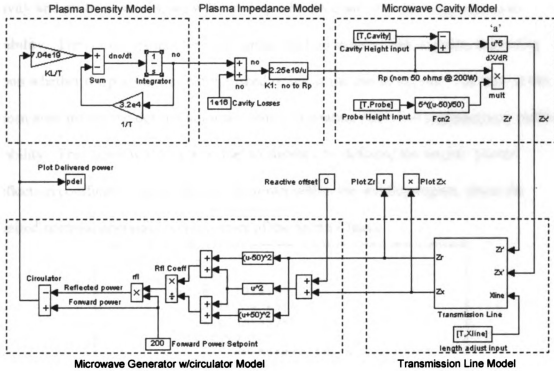 Plasma Density Model
Plasma Impedance Model
Microwave Cavity Model
7.04e19
KL/T
dno/dt
Sum
1
s
Integrator
no
3.2e4
1/T
no
no
2.25e19/u
K1: no to Rp
1e16
Cavity Losses
[T,Cavity]
Cavity Height Input
'a'
u*5
dX/dR
Rp (nom 50 ohms @ 200W)
mult
[T,Probe]
Probe Height Input
5^((u-50)/50)
Fcn2
Zr'
Zx'
Plot Delivered power
pdel
Reactive offset
0
Plot Zr
r
x
Plot Zx
Circulator
Reflected power
Forward power
rfl
Rfl Coeff
(u-50)^2
u^2
(u+50)^2
200
Forward Power Setpoint
Zr
Zx
Zr'
Zx'
Xline
Transmission Line
[T,Xline]
length adjust Input
Microwave Generator w/circulator Model
Transmission Line Model